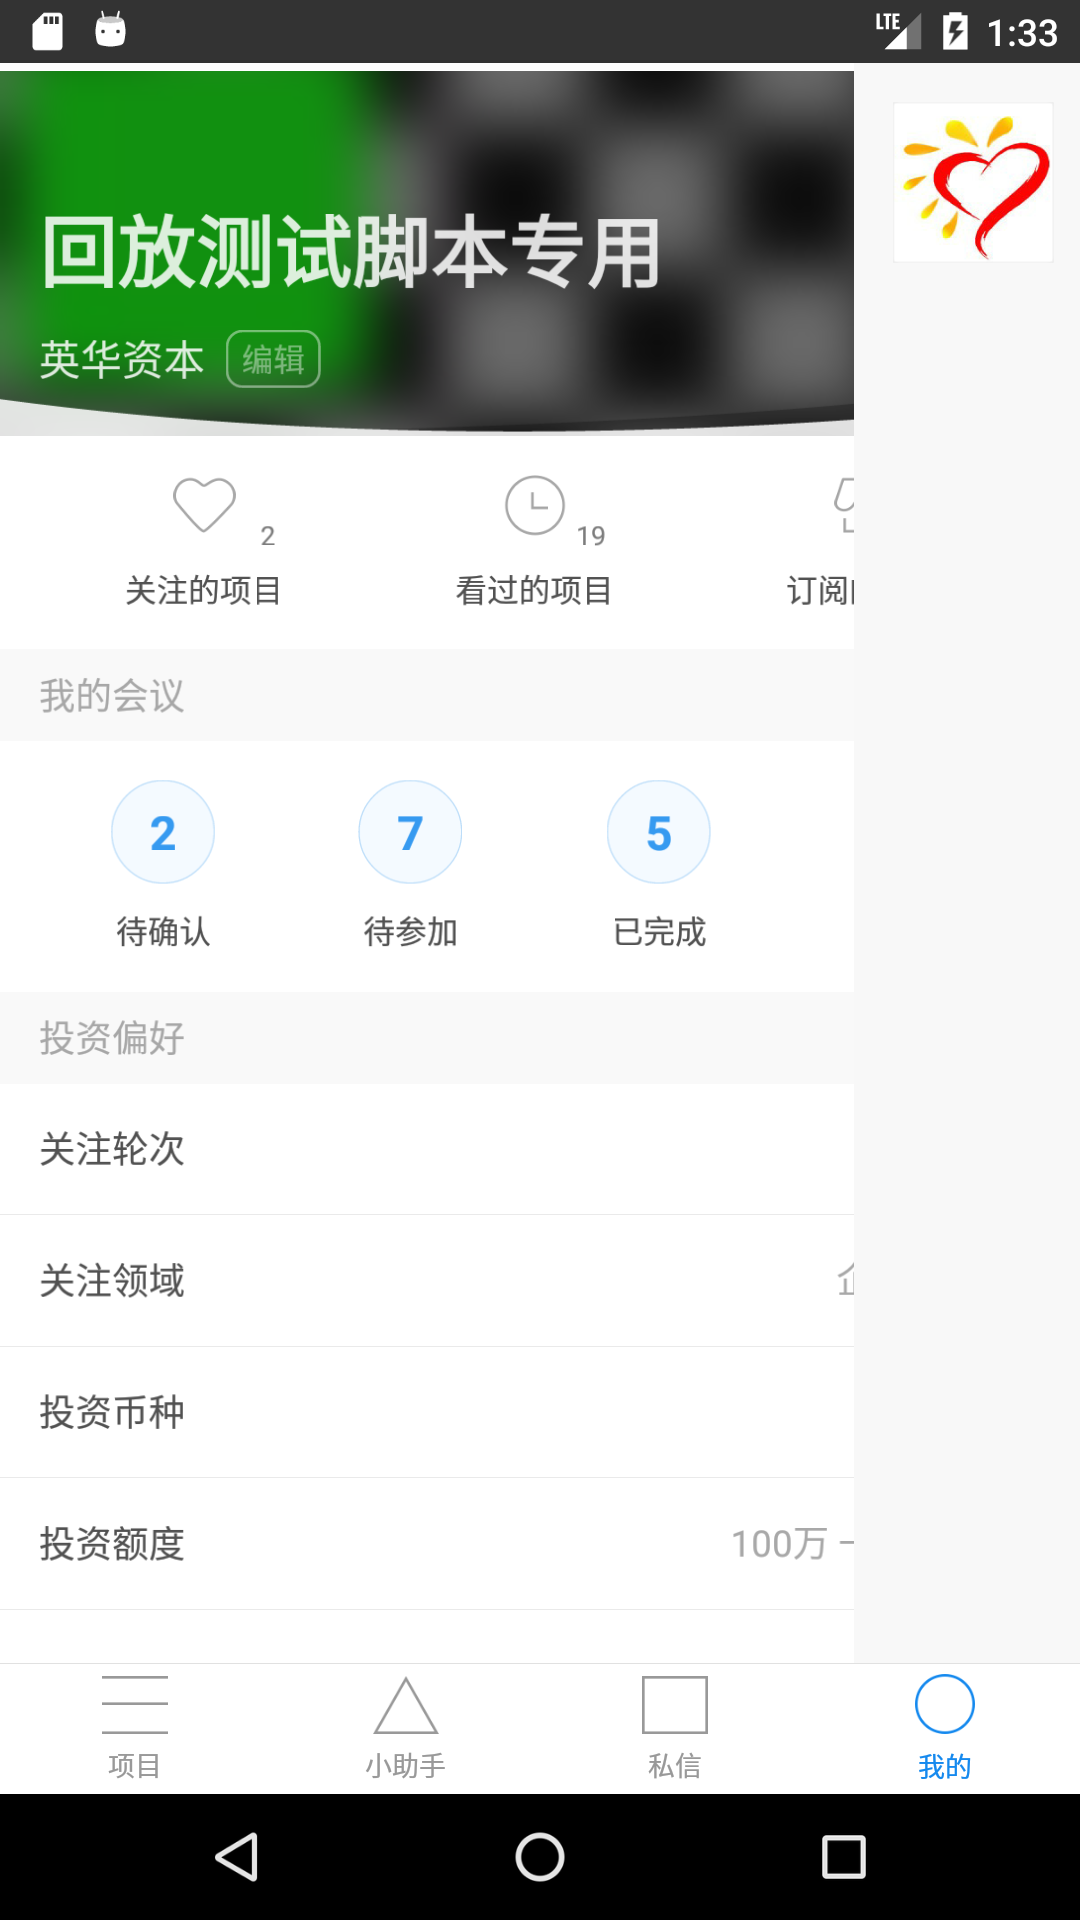 LTE 1:33
回放测试脚本专用
英华资本 编辑
2 19
关注的项目 看过的项目 订阅
我的会议
2 7 5
待确认 待参加 已完成
投资偏好
关注轮次
关注领域 企
投资币种
投资额度 100万 –
项目 小助手 私信 我的